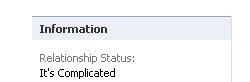 Information
Relationship Status:
It's Complicated